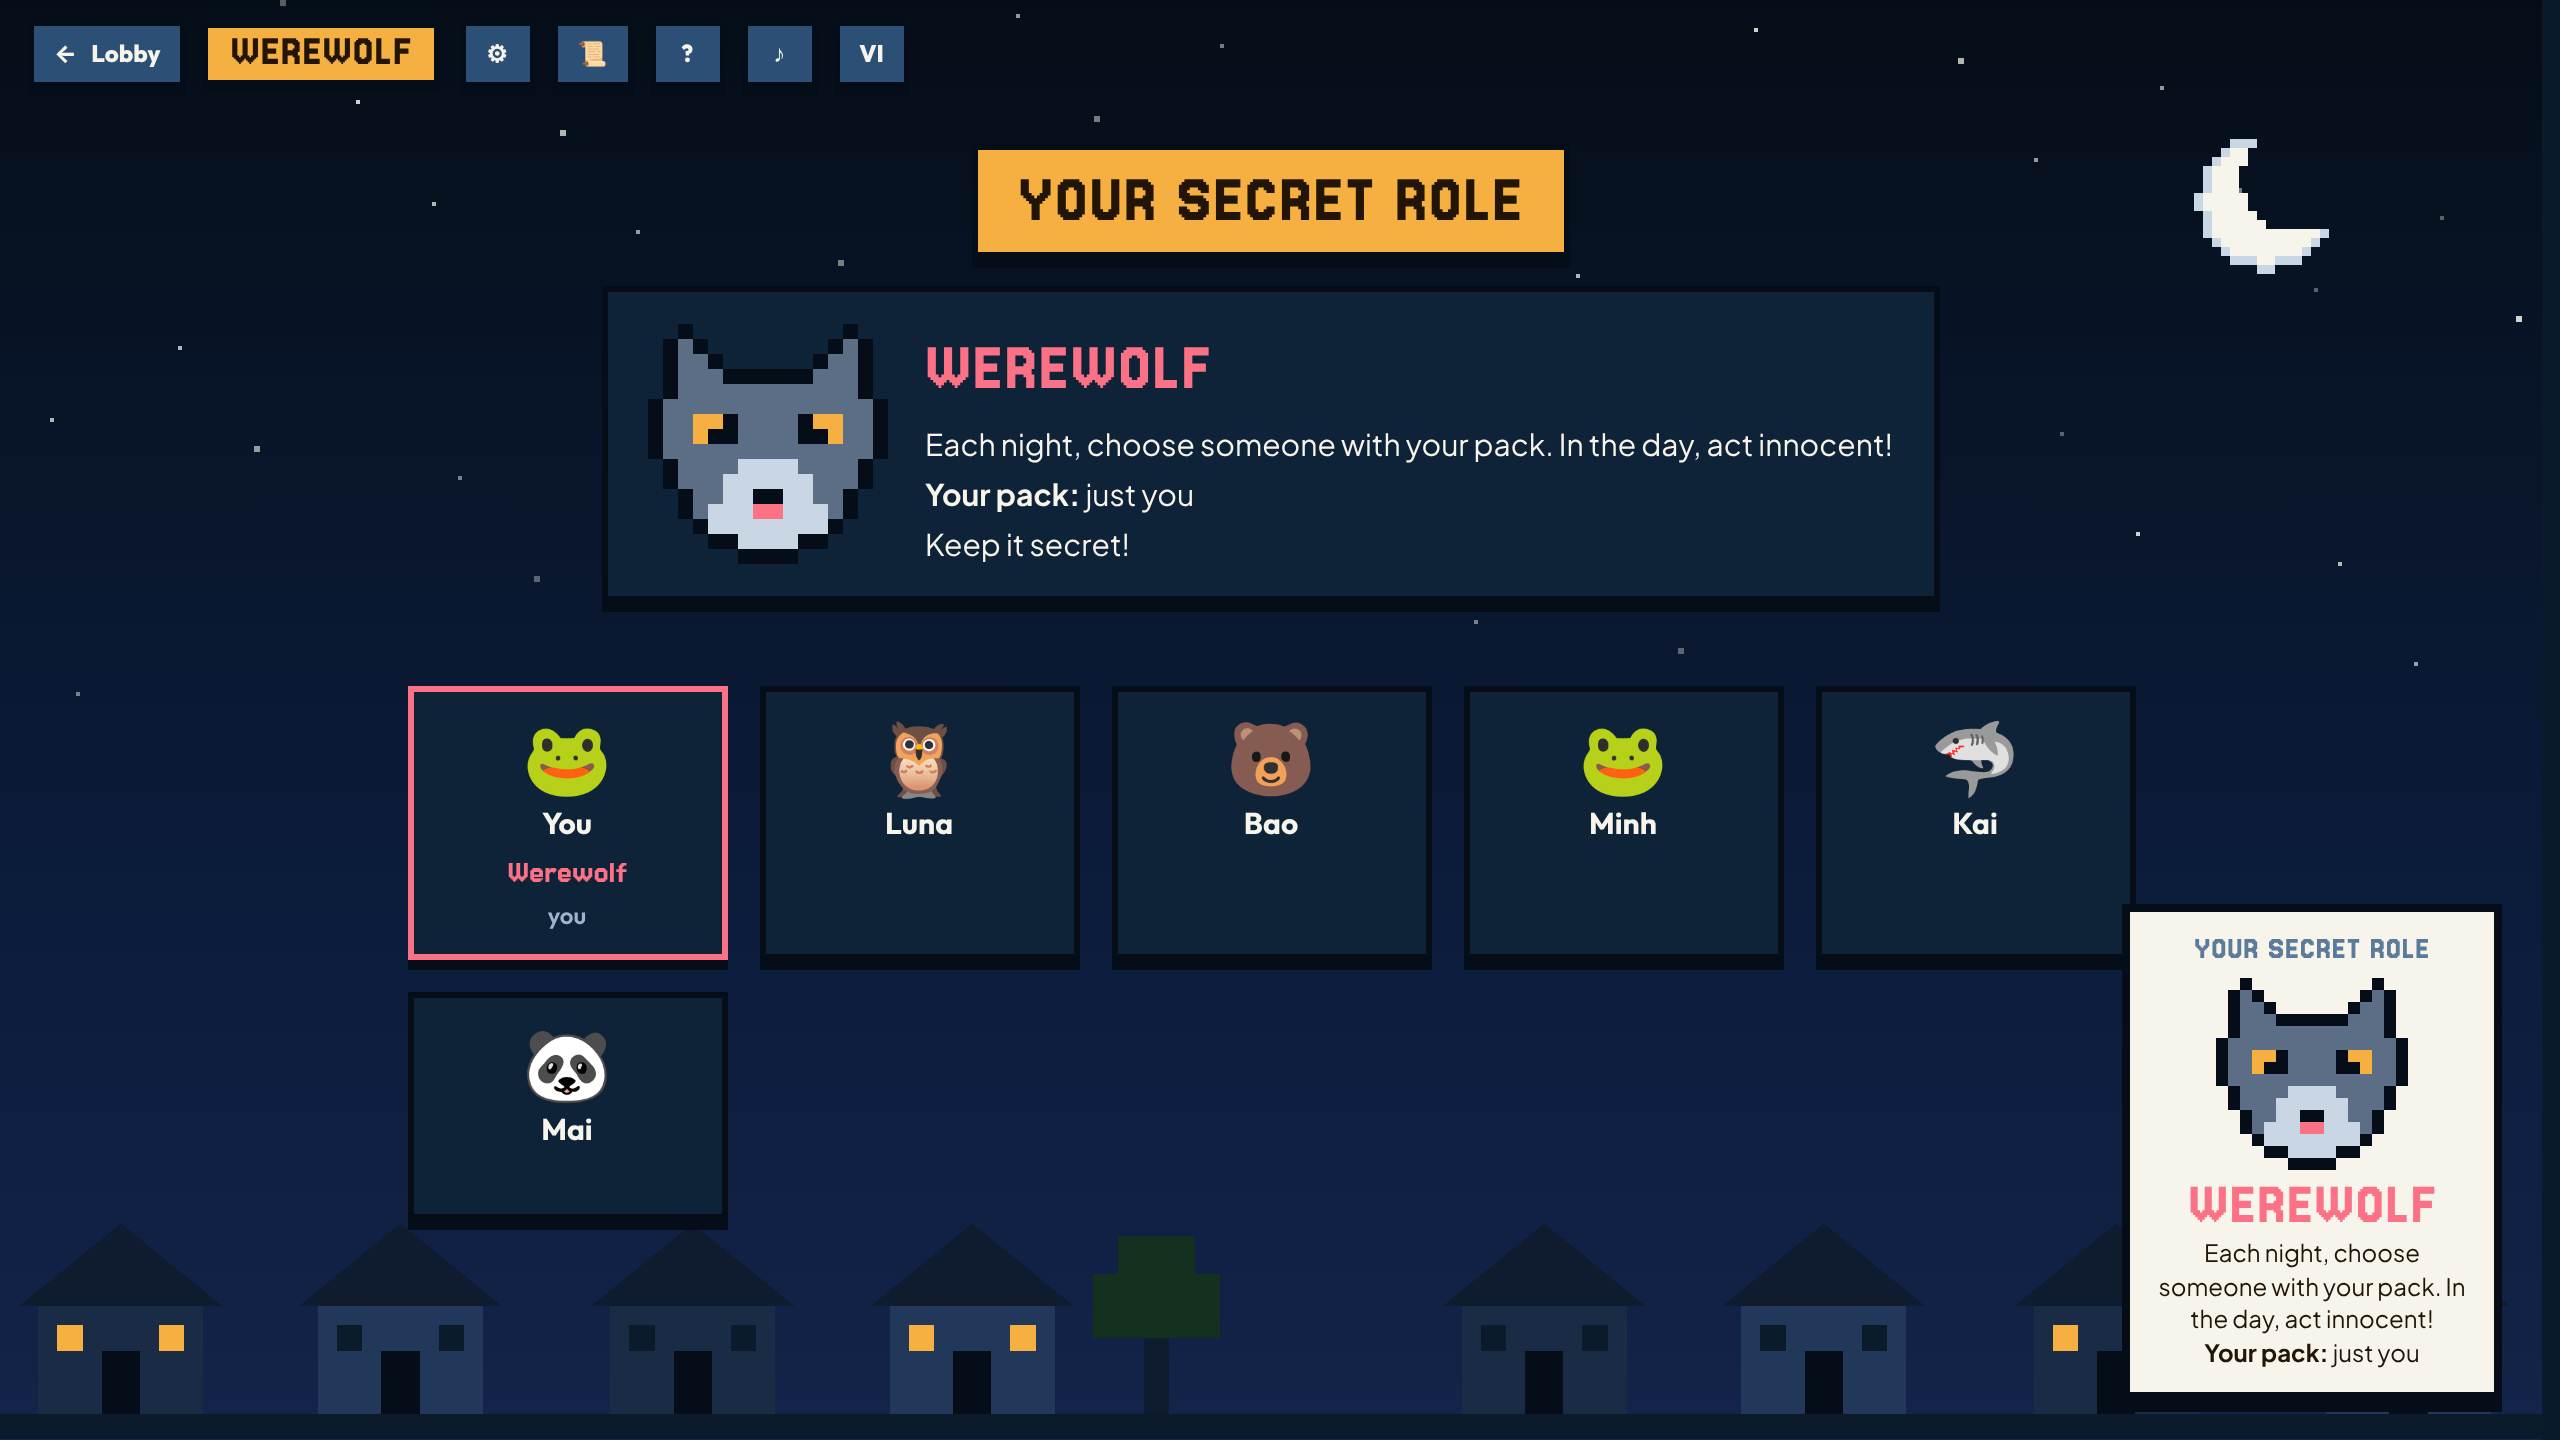 ← Lobby
WEREWOLF
?
♪
VI
YOUR SECRET ROLE
WEREWOLF
Each night, choose someone with your pack. In the day, act innocent!
Your pack: just you
Keep it secret!
You
Werewolf
you
Luna
Bao
Minh
Kai
Mai
YOUR SECRET ROLE
WEREWOLF
Each night, choose
someone with your pack. In
the day, act innocent!
Your pack: just you